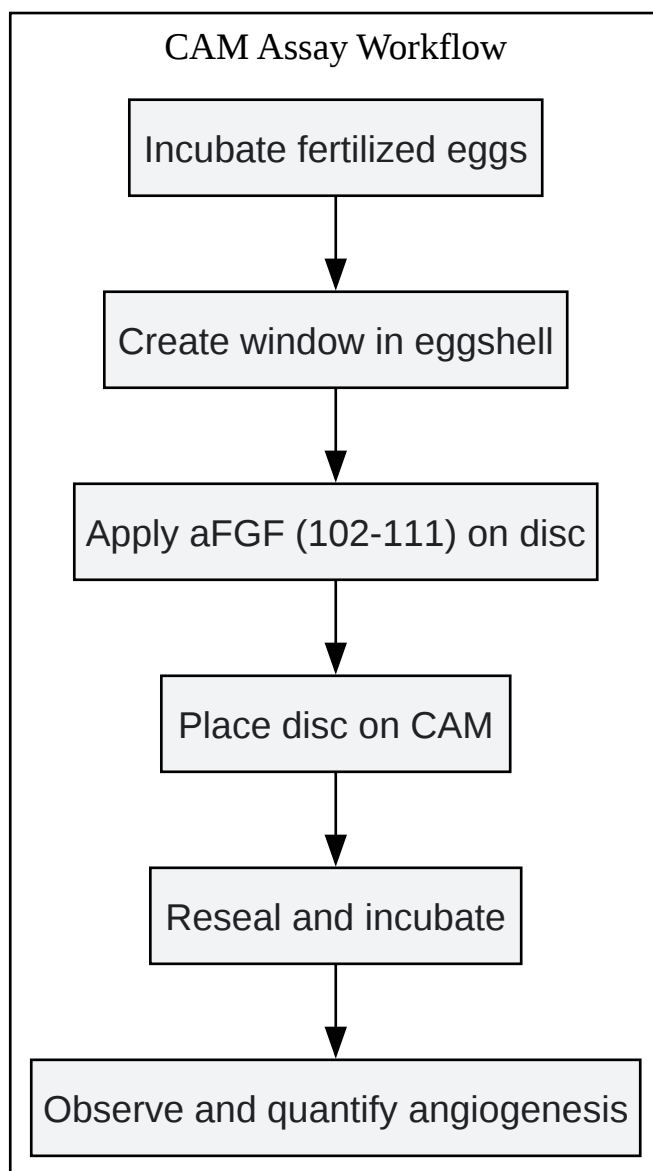 CAM Assay Workflow
Incubate fertilized eggs
Create window in eggshell
Apply aFGF (102-111) on disc
Place disc on CAM
Reseal and incubate
Observe and quantify angiogenesis